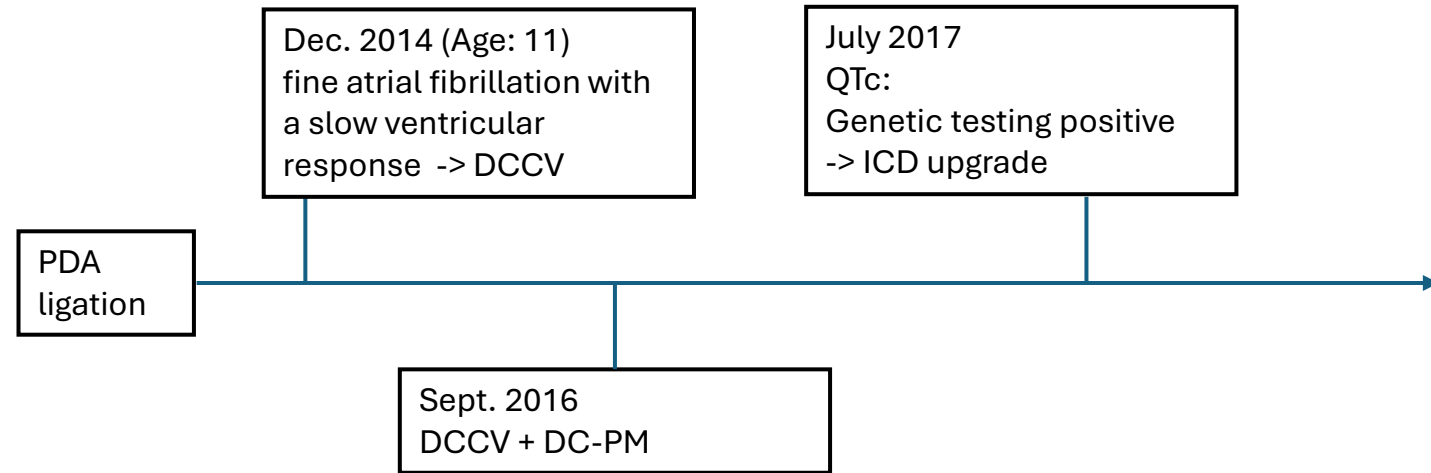 PDA
ligation
Dec. 2014 (Age: 11)
fine atrial fibrillation with
a slow ventricular
response -> DCCV
Sept. 2016
DCCV + DC-PM
July 2017
QTc:
Genetic testing positive
-> ICD upgrade